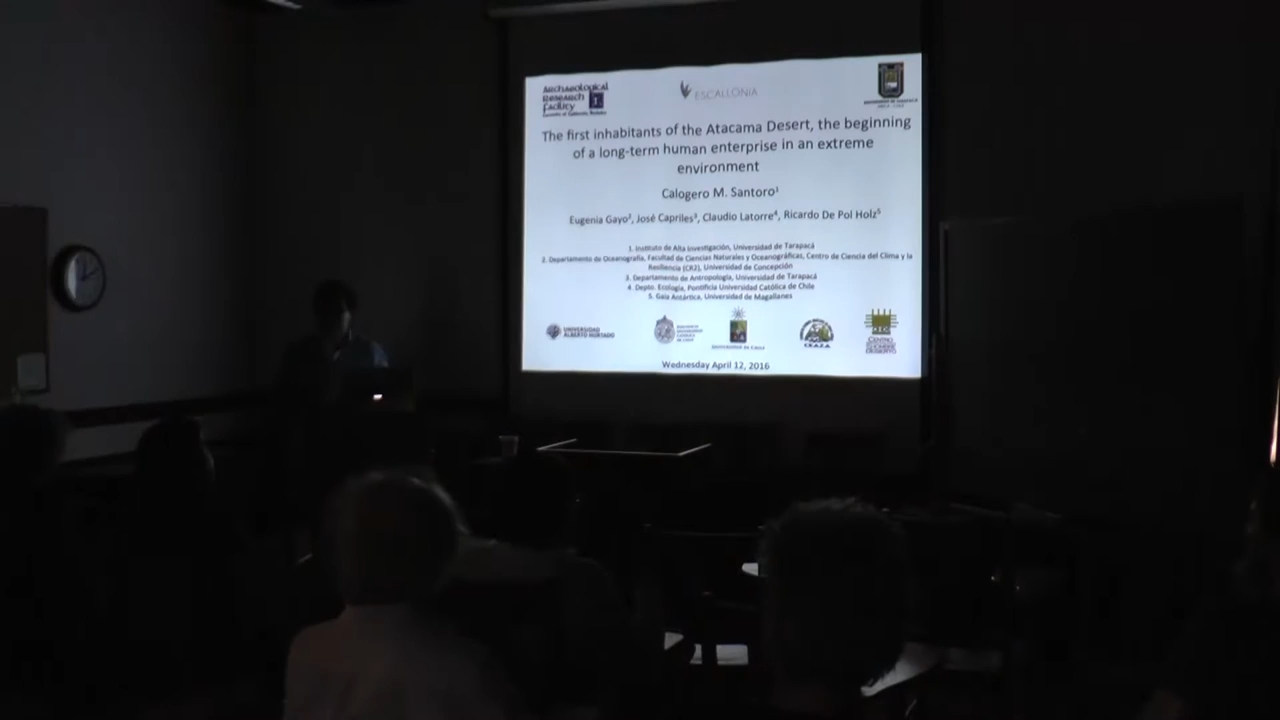 Archaeological
Research
Facility
ESCALLONIA
The first inhabitants of the Atacama Desert, the beginning
of a long-term human enterprise in an extreme
environment
Calogero M. Santoro¹
Eugenia Gayo², José Capriles³, Claudio Latorre⁴, Ricardo De Pol Holz⁵
1. Instituto de Alta Investigación, Universidad de Tarapacá
2. Departamento de Oceanografía, Facultad de Ciencias Naturales y Oceanográficas, Centro de Ciencia del Clima y la
Resiliencia (CR2), Universidad de Concepción
3. Departamento de Antropología, Universidad de Tarapacá
4. Depto. Ecología, Pontificia Universidad Católica de Chile
5. Gaia Antártica, Universidad de Magallanes
UNIVERSIDAD
ALBERTO HURTADO
CEAZA
CENTRO
Wednesday April 12, 2016